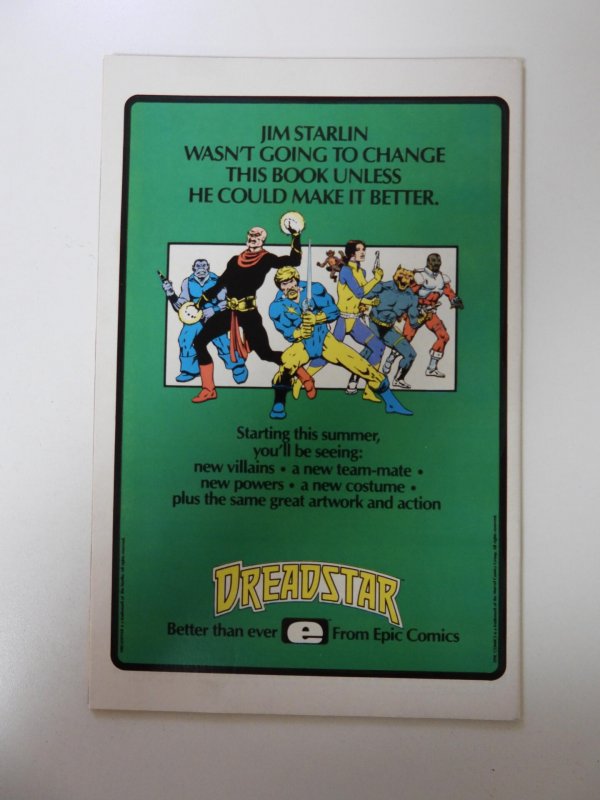 JIM STARLIN
WASN'T GOING TO CHANGE
THIS BOOK UNLESS
HE COULD MAKE IT BETTER.
Starting this summer,
you'll be seeing:
new villains • a new team-mate •
new powers • a new costume •
plus the same great artwork and action
DREADSTAR
Better than ever e From Epic Comics